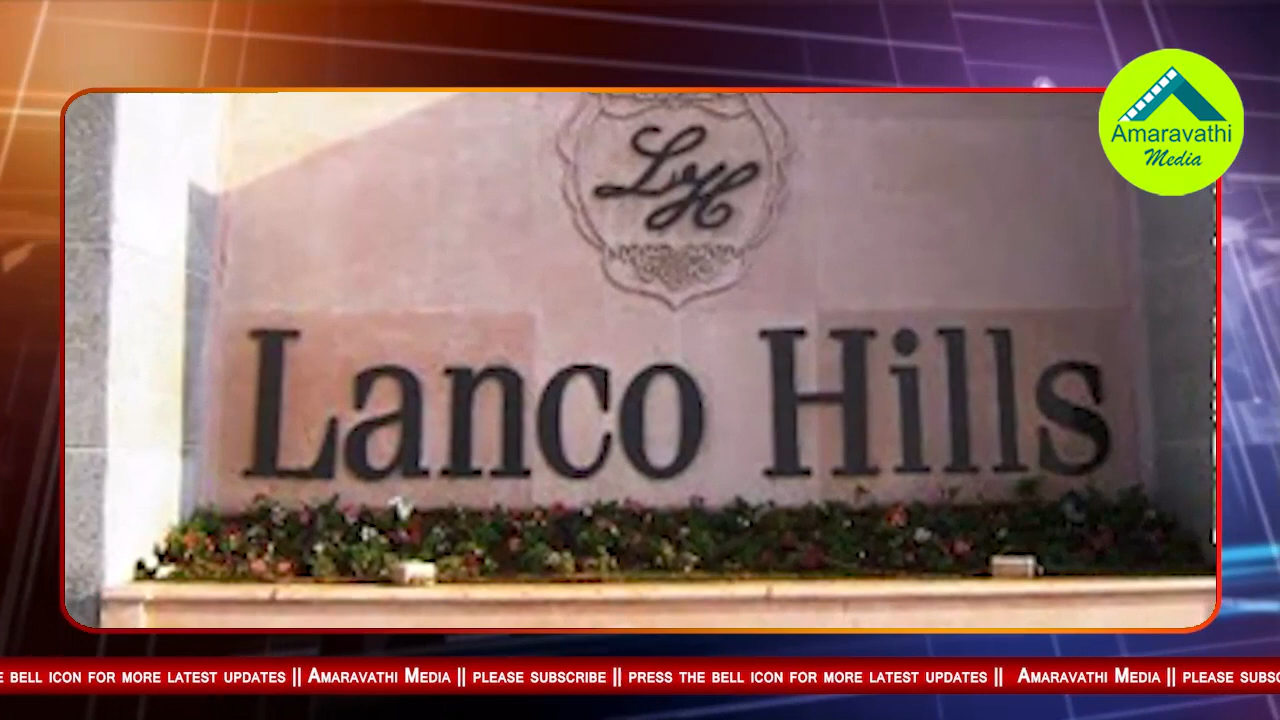 Amaravathi
Media
LH
Lanco Hills
BELL ICON FOR MORE LATEST UPDATES || AMARAVATHI MEDIA || PLEASE SUBSCRIBE || PRESS THE BELL ICON FOR MORE LATEST UPDATES || AMARAVATHI MEDIA || PLEASE